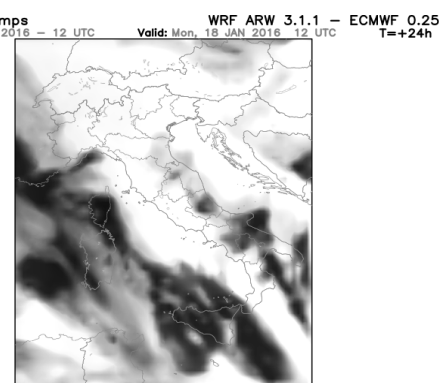 mps WRF ARW 3.1.1 – ECMWF 0.25
2016 – 12 UTC Valid: Mon, 18 JAN 2016 12 UTC T=+24h